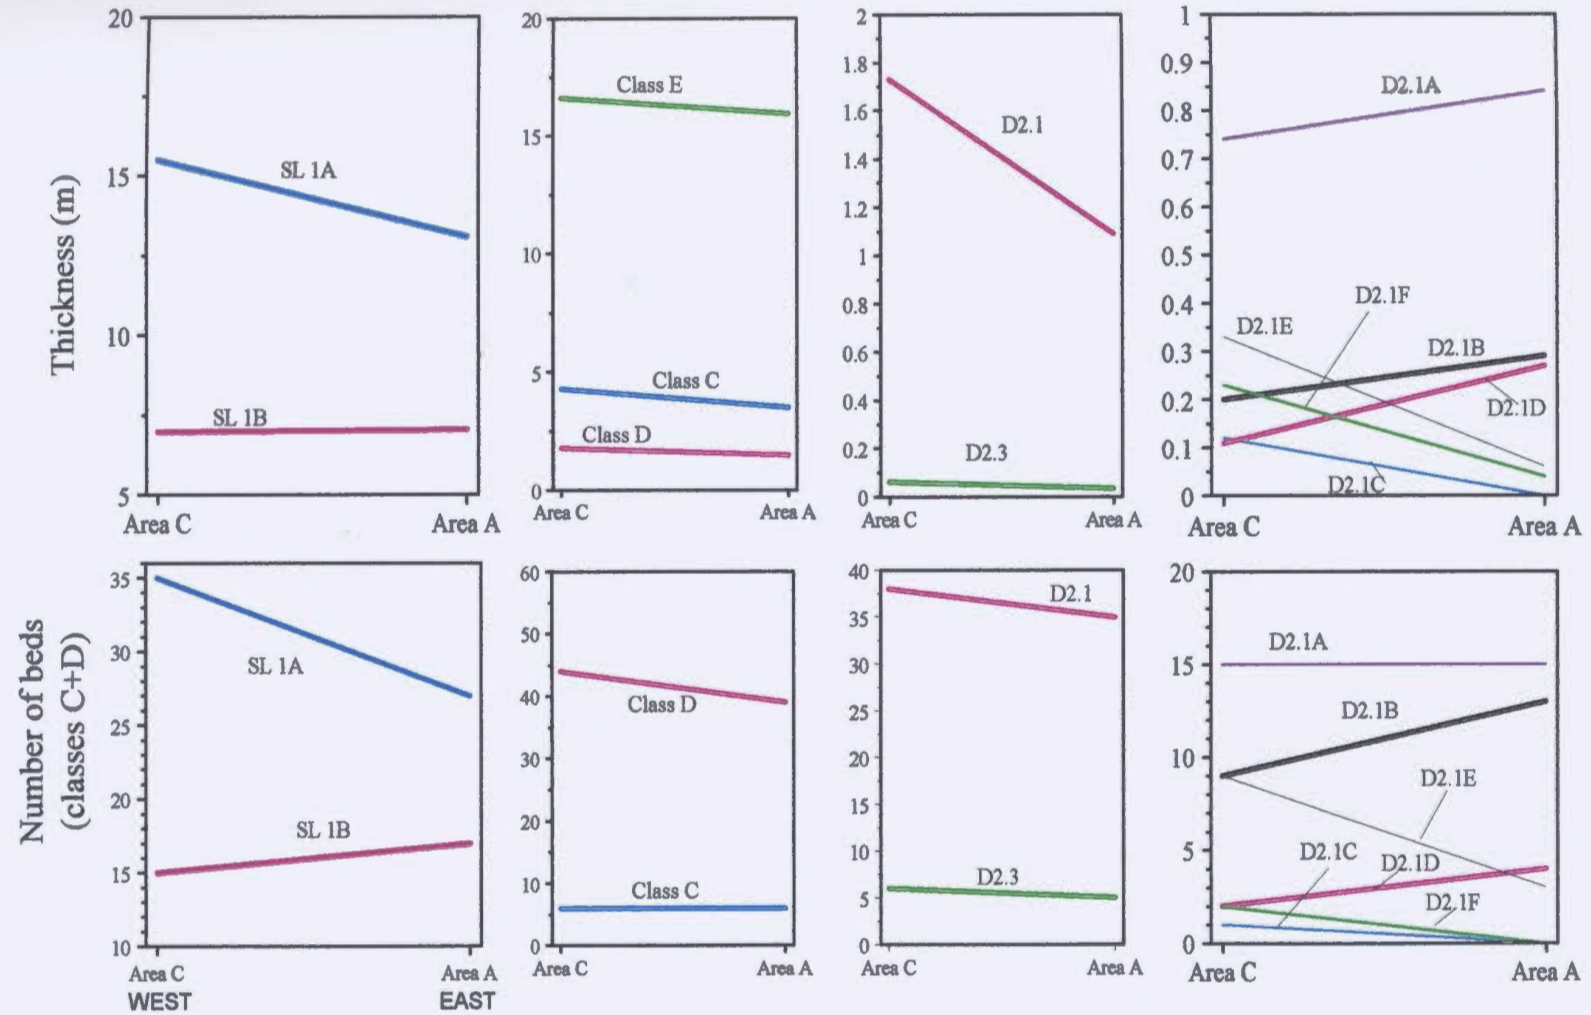 Thickness (m)
20
15
10
5
SL 1A
SL 1B
Area C
Area A
20
15
10
5
0
Class E
Class C
Class D
Area C
Area A
2
1.8
1.6
1.4
1.2
1
0.8
0.6
0.4
0.2
0
D2.1
D2.3
Area C
Area A
1
0.9
0.8
0.7
0.6
0.5
0.4
0.3
0.2
0.1
0
D2.1A
D2.1F
D2.1E
D2.1B
D2.1D
D2.1C
Area C
Area A
Number of beds
(classes C+D)
35
30
25
20
15
10
SL 1A
SL 1B
Area C
Area A
WEST
EAST
60
50
40
30
20
10
0
Class D
Class C
Area C
Area A
40
35
30
25
20
15
10
5
0
D2.1
D2.3
Area C
Area A
20
15
10
5
0
D2.1A
D2.1B
D2.1E
D2.1C
D2.1D
D2.1F
Area C
Area A